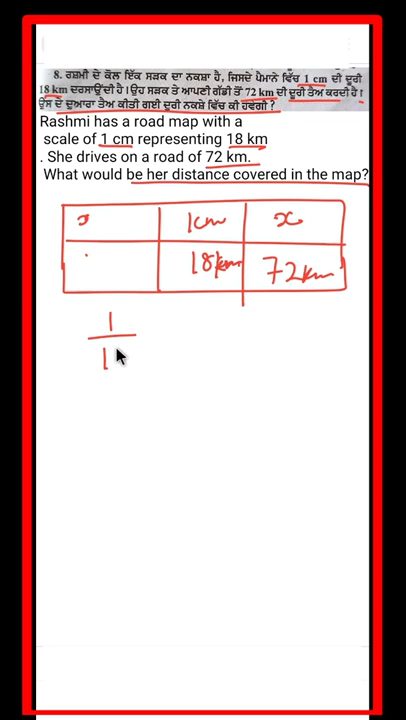 8. ਰਸ਼ਮੀ ਦੇ ਕੋਲ ਇੱਕ ਸੜਕ ਦਾ ਨਕਸ਼ਾ ਹੈ, ਜਿਸਦੇ ਪੈਮਾਨੇ ਵਿੱਚ 1 cm ਦੀ ਦੂਰੀ
18 km ਦਰਸਾਉਂਦੀ ਹੈ। ਉਹ ਸੜਕ ਤੇ ਆਪਣੀ ਗੱਡੀ ਤੋਂ 72 km ਦੀ ਦੂਰੀ ਤੈਅ ਕਰਦੀ ਹੈ।
ਉਸ ਦੇ ਦੁਆਰਾ ਤੈਅ ਕੀਤੀ ਗਈ ਦੂਰੀ ਨਕਸ਼ੇ ਵਿੱਚ ਕੀ ਹੋਵੇਗੀ ?
Rashmi has a road map with a
scale of 1 cm representing 18 km
. She drives on a road of 72 km.
What would be her distance covered in the map?
1cm x
18km 72km
1
1